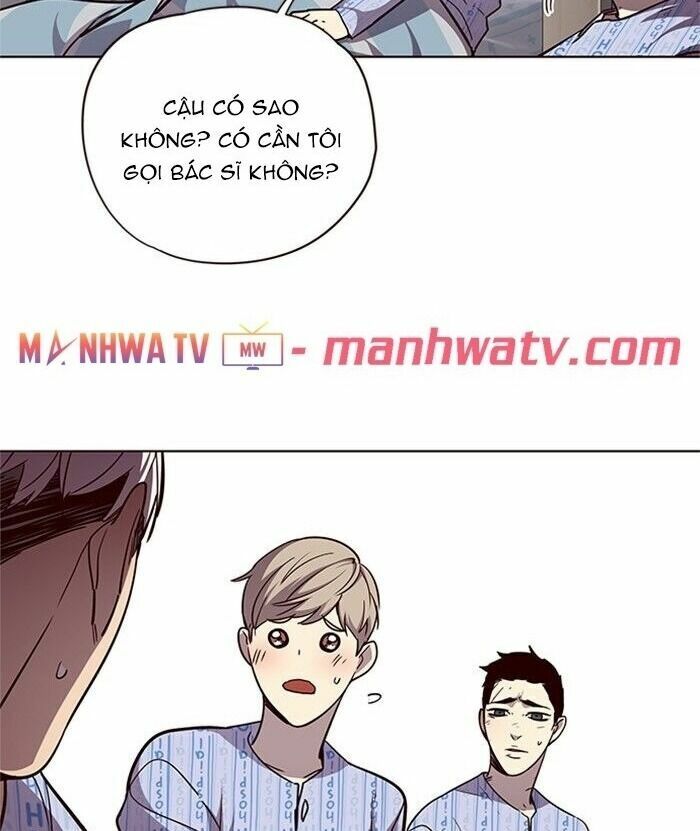 CẬU CÓ SAO
KHÔNG? CÓ CẦN TÔI
GỌI BÁC SĨ KHÔNG?
MANHWA TV MW - manhwatv.com